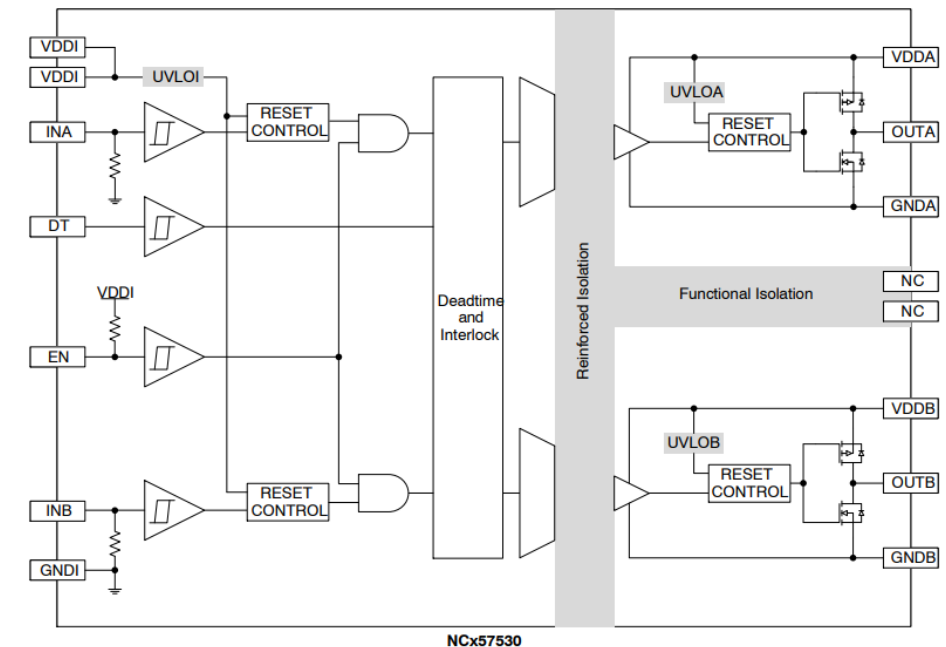 VDDI
VDDI
UVLOI
INA
RESET
CONTROL
DT
VDDI
EN
INB
RESET
CONTROL
GNDI
Deadtime
and
Interlock
Reinforced Isolation
UVLOA
RESET
CONTROL
VDDA
OUTA
GNDA
Functional Isolation
NC
NC
UVLOB
RESET
CONTROL
VDDB
OUTB
GNDB
NCx57530